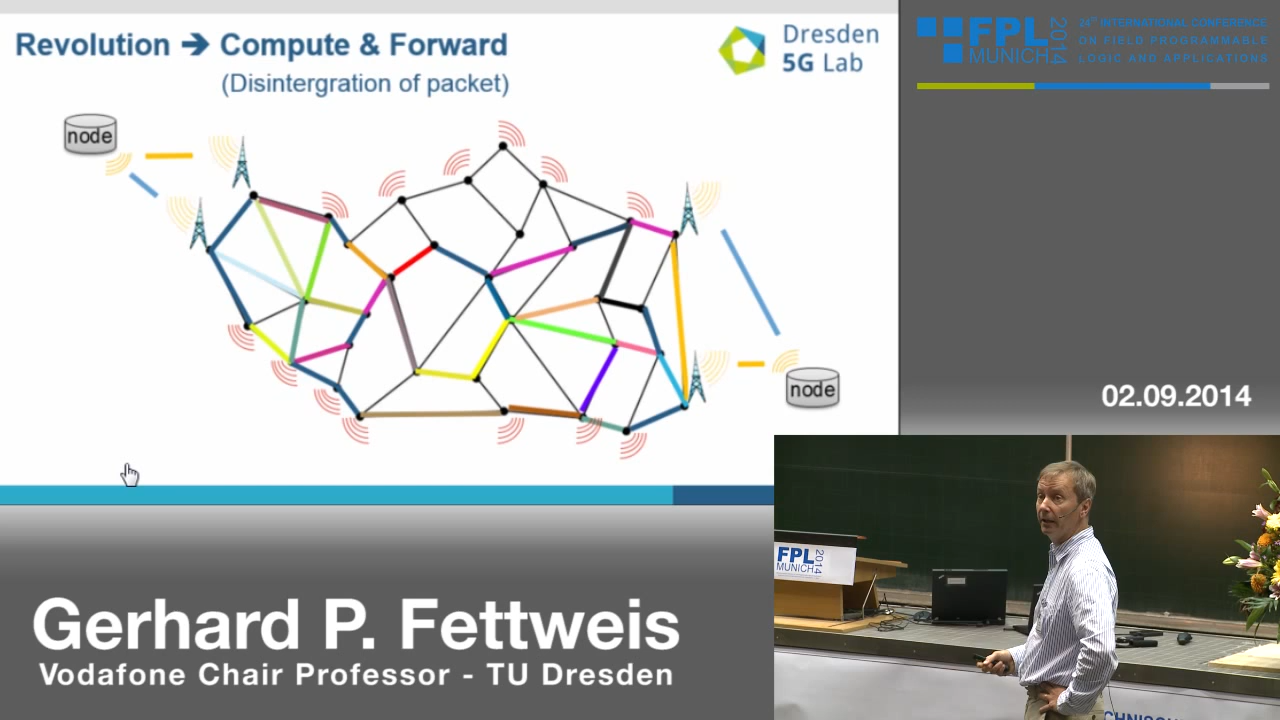 Revolution ➔ Compute & Forward
(Disintergration of packet)
Dresden
5G Lab
node
node
FPL
MUNICH
2014
24th INTERNATIONAL CONFERENCE
ON FIELD PROGRAMMABLE
LOGIC AND APPLICATIONS
02.09.2014
FPL
MUNICH
2014
Gerhard P. Fettweis
Vodafone Chair Professor - TU Dresden